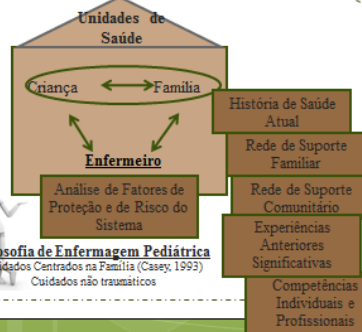 Unidades de
Saúde
Criança
Família
Enfermeiro
Análise de Fatores de
Proteção e de Risco do
Sistema
História de Saúde
Atual
Rede de Suporte
Familiar
Rede de Suporte
Comunitário
Experiências
Anteriores
Significativas
Competências
Individuais e
Profissionais
osofia de Enfermagem Pediátrica
idados Centrados na Família (Casey, 1993)
Cuidados não traumáticos